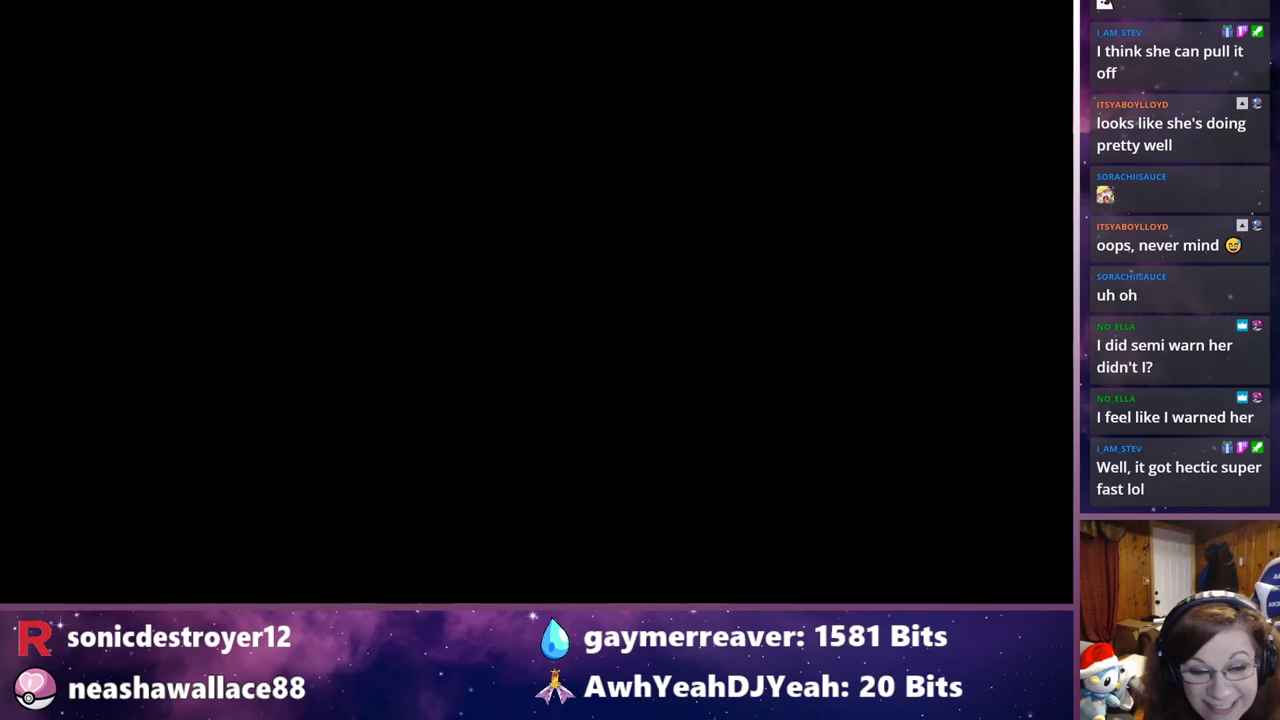 I_AM_STEV
I think she can pull it
off
ITSYABOYLLOYD
looks like she's doing
pretty well
SORACHIISAUCE
ITSYABOYLLOYD
oops, never mind 😅
SORACHIISAUCE
uh oh
NO_ELLA
I did semi warn her
didn't I?
NO_ELLA
I feel like I warned her
I_AM_STEV
Well, it got hectic super
fast lol
R sonicdestroyer12
neashawallace88
gaymerreaver: 1581 Bits
AwhYeahDJYeah: 20 Bits